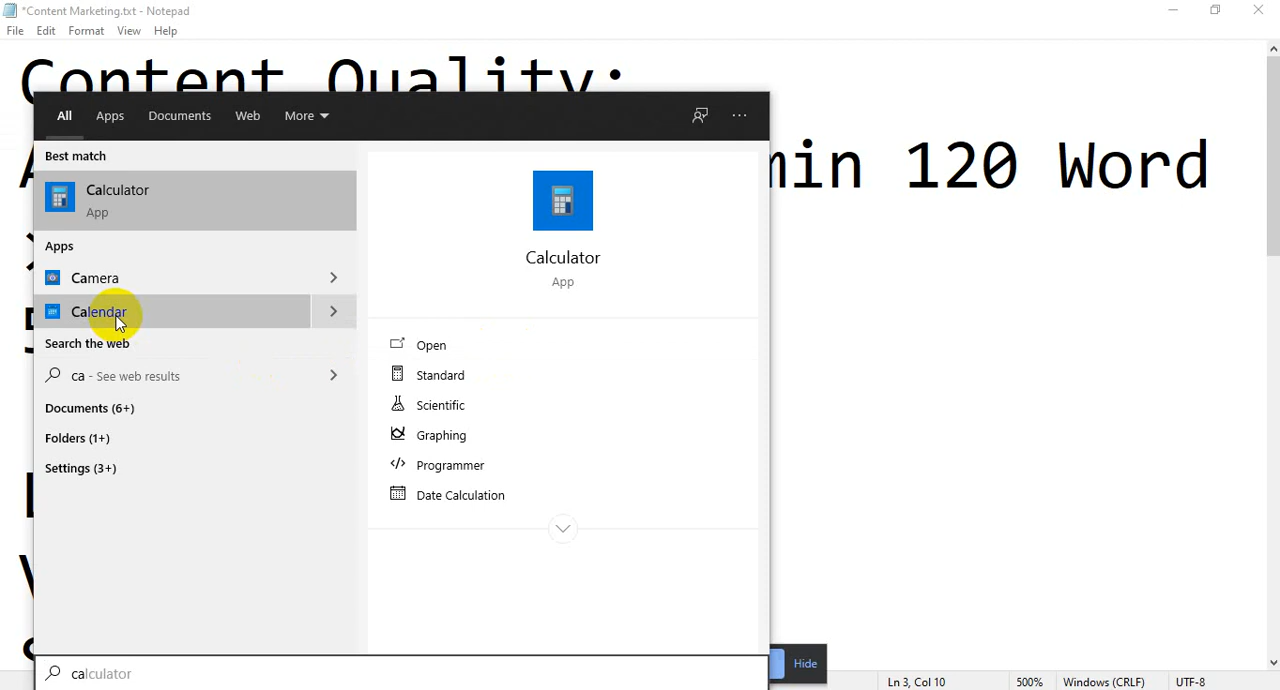 *Content Marketing.txt - Notepad
File Edit Format View Help
Content Quality:
min 120 Word
All Apps Documents Web More
Best match
Calculator
App
Apps
Camera
Calendar
Search the web
ca - See web results
Documents (6+)
Folders (1+)
Settings (3+)
Calculator
App
Open
Standard
Scientific
Graphing
Programmer
Date Calculation
calculator
Hide
Ln 3, Col 10 500% Windows (CRLF) UTF-8